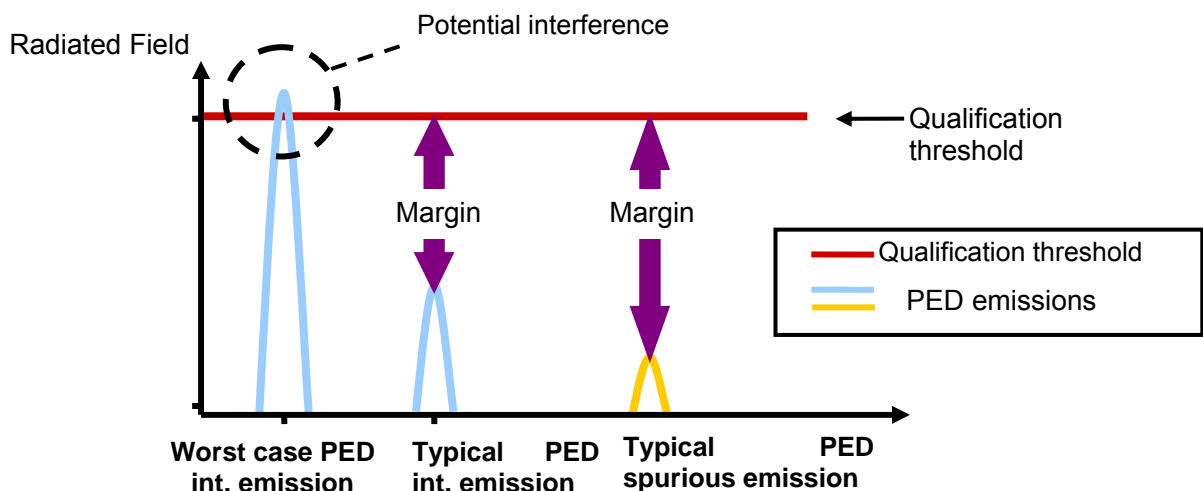 Potential interference
Radiated Field
Qualification
threshold
Margin
Margin
Qualification threshold
PED emissions
Worst case PED
int. emission
Typical PED
int. emission
Typical PED
spurious emission